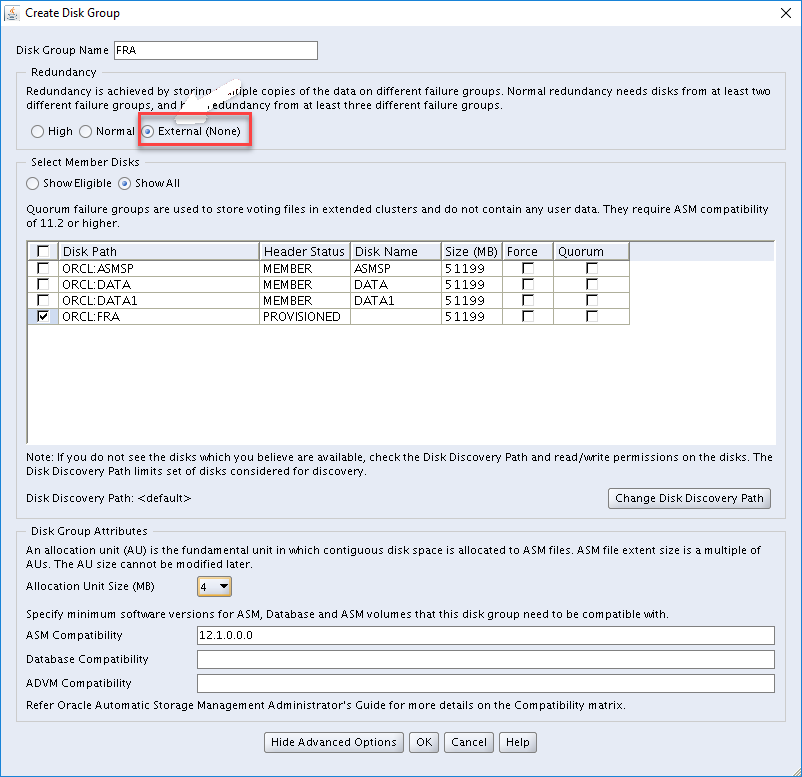 Create Disk Group
Disk Group Name FRA
Redundancy
Redundancy is achieved by storing multiple copies of the data on different failure groups. Normal redundancy needs disks from at least two
different failure groups, and redundancy from at least three different failure groups.
High Normal External (None)
Select Member Disks
Show Eligible Show All
Quorum failure groups are used to store voting files in extended clusters and do not contain any user data. They require ASM compatibility
of 11.2 or higher.
Disk Path Header Status Disk Name Size (MB) Force Quorum
ORCL:ASMSP MEMBER ASMSP 51199
ORCL:DATA MEMBER DATA 51199
ORCL:DATA1 MEMBER DATA1 51199
ORCL:FRA PROVISIONED 51199
Note: If you do not see the disks which you believe are available, check the Disk Discovery Path and read/write permissions on the disks. The
Disk Discovery Path limits set of disks considered for discovery.
Disk Discovery Path: <default> Change Disk Discovery Path
Disk Group Attributes
An allocation unit (AU) is the fundamental unit in which contiguous disk space is allocated to ASM files. ASM file extent size is a multiple of
AUs. The AU size cannot be modified later.
Allocation Unit Size (MB) 4
Specify minimum software versions for ASM, Database and ASM volumes that this disk group need to be compatible with.
ASM Compatibility 12.1.0.0.0
Database Compatibility
ADVM Compatibility
Refer Oracle Automatic Storage Management Administrator's Guide for more details on the Compatibility matrix.
Hide Advanced Options OK Cancel Help